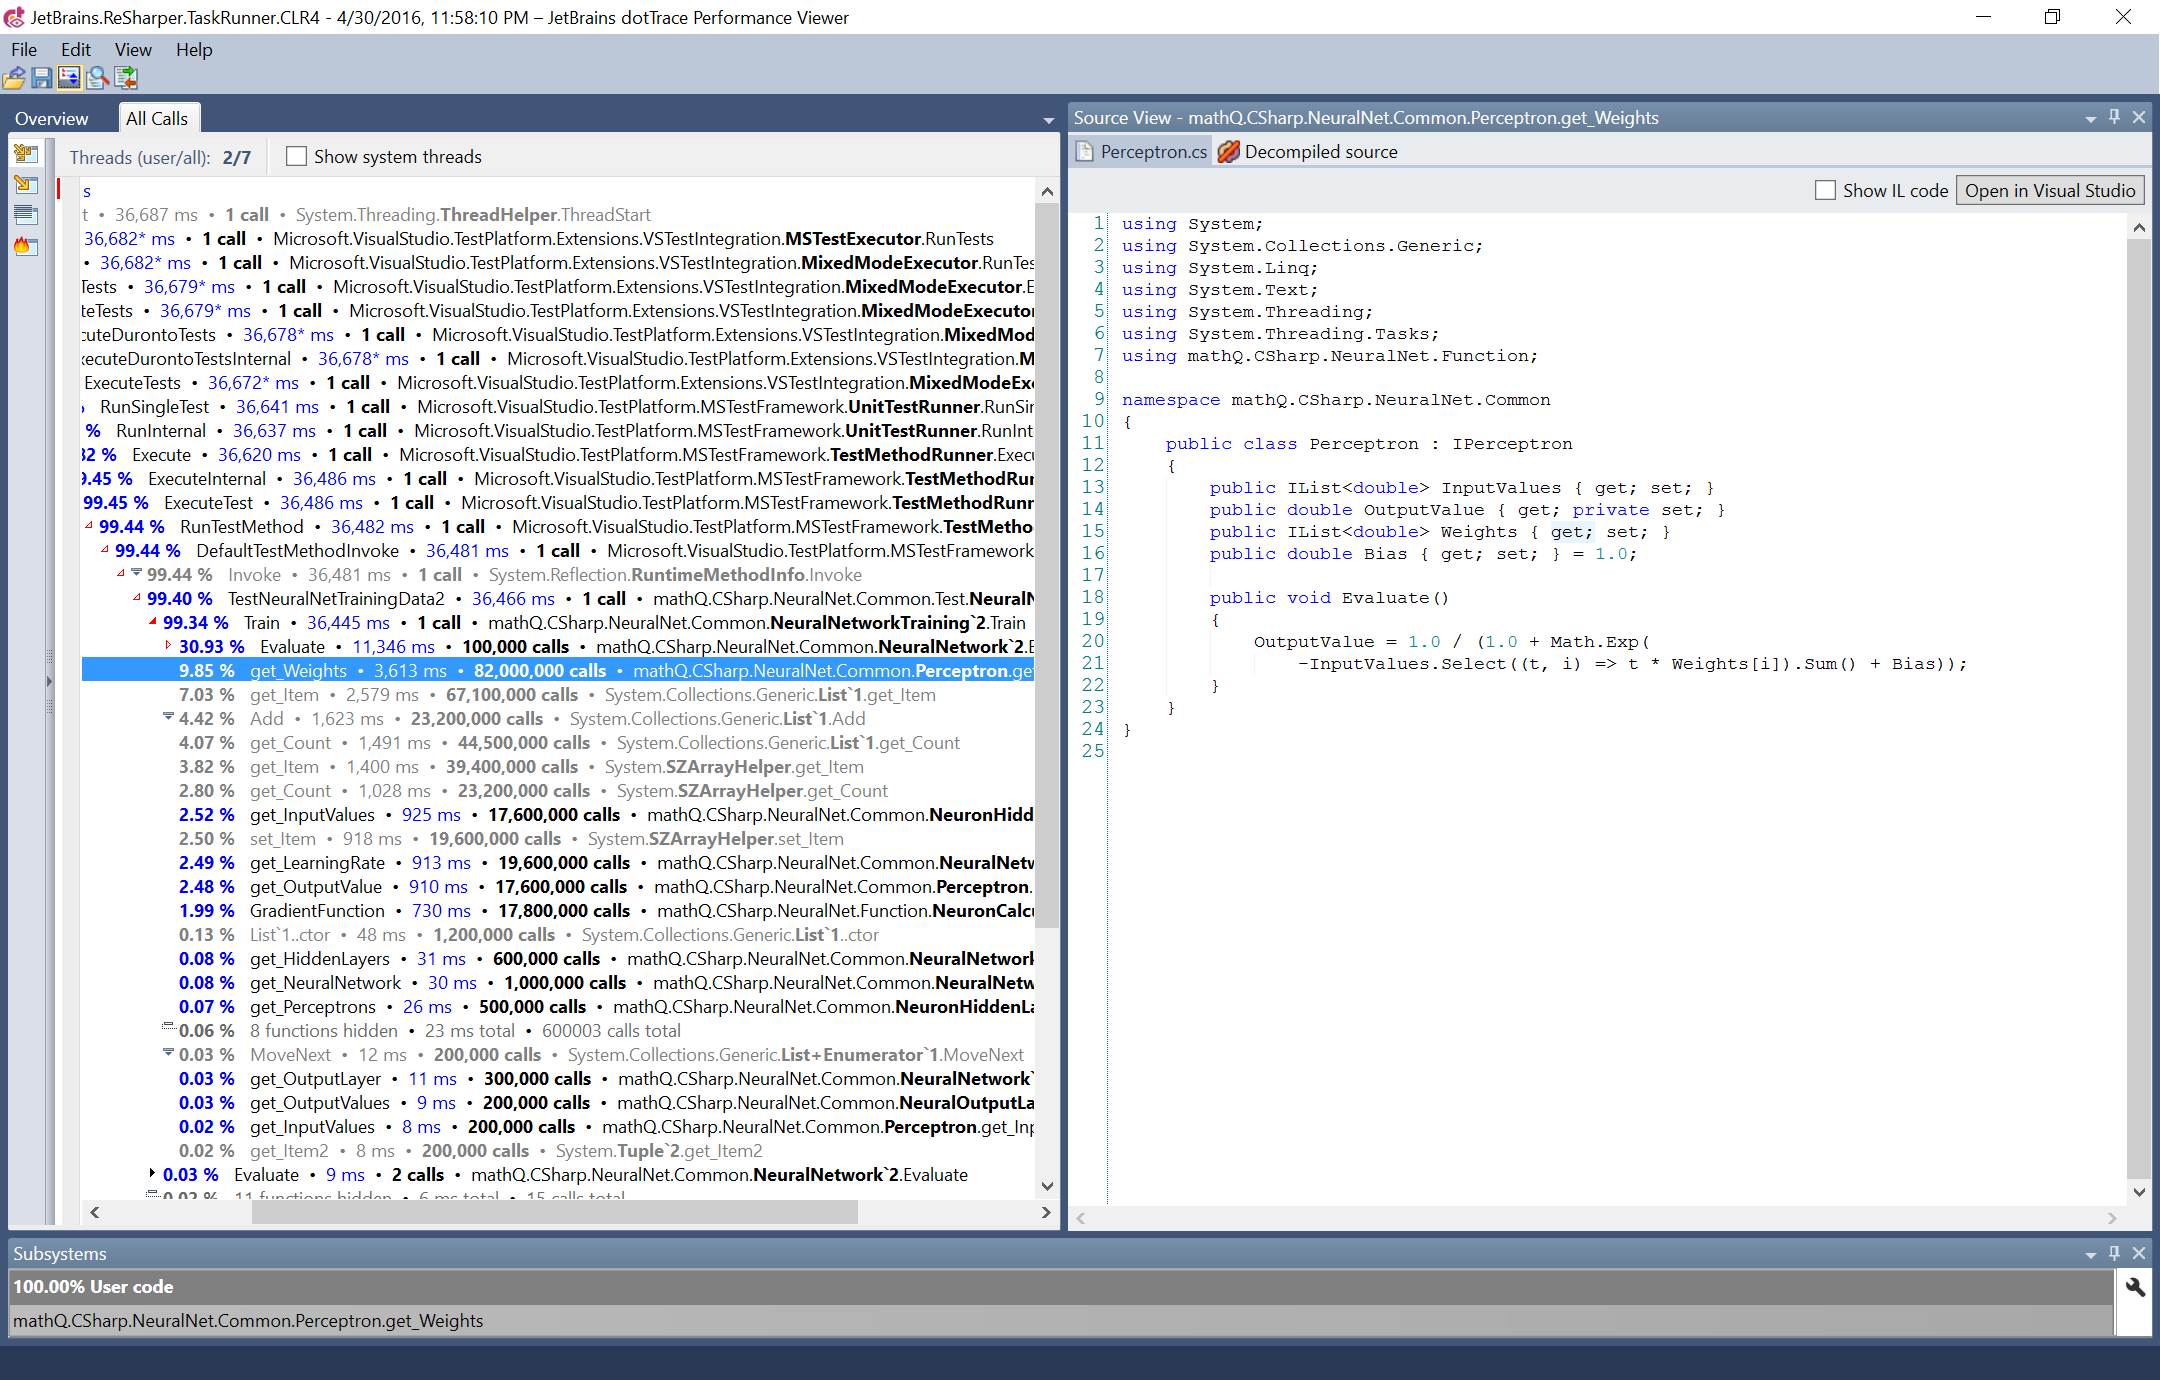 JetBrains.ReSharper.TaskRunner.CLR4 - 4/30/2016, 11:58:10 PM – JetBrains dotTrace Performance Viewer
File Edit View Help
Overview All Calls
Threads (user/all): 2/7 Show system threads
s
t • 36,687 ms • 1 call • System.Threading.ThreadHelper.ThreadStart
36,682* ms • 1 call • Microsoft.VisualStudio.TestPlatform.Extensions.VSTestIntegration.MSTestExecutor.RunTests
• 36,682* ms • 1 call • Microsoft.VisualStudio.TestPlatform.Extensions.VSTestIntegration.MixedModeExecutor.RunTes
Tests • 36,679* ms • 1 call • Microsoft.VisualStudio.TestPlatform.Extensions.VSTestIntegration.MixedModeExecutor.E
teTests • 36,679* ms • 1 call • Microsoft.VisualStudio.TestPlatform.Extensions.VSTestIntegration.MixedModeExecutor
cuteDurontoTests • 36,678* ms • 1 call • Microsoft.VisualStudio.TestPlatform.Extensions.VSTestIntegration.MixedMod
xecuteDurontoTestsInternal • 36,678* ms • 1 call • Microsoft.VisualStudio.TestPlatform.Extensions.VSTestIntegration.M
ExecuteTests • 36,672* ms • 1 call • Microsoft.VisualStudio.TestPlatform.Extensions.VSTestIntegration.MixedModeExe
RunSingleTest • 36,641 ms • 1 call • Microsoft.VisualStudio.TestPlatform.MSTestFramework.UnitTestRunner.RunSin
% RunInternal • 36,637 ms • 1 call • Microsoft.VisualStudio.TestPlatform.MSTestFramework.UnitTestRunner.RunInt
82 % Execute • 36,620 ms • 1 call • Microsoft.VisualStudio.TestPlatform.MSTestFramework.TestMethodRunner.Execu
9.45 % ExecuteInternal • 36,486 ms • 1 call • Microsoft.VisualStudio.TestPlatform.MSTestFramework.TestMethodRun
99.45 % ExecuteTest • 36,486 ms • 1 call • Microsoft.VisualStudio.TestPlatform.MSTestFramework.TestMethodRunn
99.44 % RunTestMethod • 36,482 ms • 1 call • Microsoft.VisualStudio.TestPlatform.MSTestFramework.TestMetho
99.44 % DefaultTestMethodInvoke • 36,481 ms • 1 call • Microsoft.VisualStudio.TestPlatform.MSTestFramework
99.44 % Invoke • 36,481 ms • 1 call • System.Reflection.RuntimeMethodInfo.Invoke
99.40 % TestNeuralNetTrainingData2 • 36,466 ms • 1 call • mathQ.CSharp.NeuralNet.Common.Test.NeuralN
99.34 % Train • 36,445 ms • 1 call • mathQ.CSharp.NeuralNet.Common.NeuralNetworkTraining`2.Train
30.93 % Evaluate • 11,346 ms • 100,000 calls • mathQ.CSharp.NeuralNet.Common.NeuralNetwork`2.E
9.85 % get_Weights • 3,613 ms • 82,000,000 calls • mathQ.CSharp.NeuralNet.Common.Perceptron.ge
7.03 % get_Item • 2,579 ms • 67,100,000 calls • System.Collections.Generic.List`1.get_Item
4.42 % Add • 1,623 ms • 23,200,000 calls • System.Collections.Generic.List`1.Add
4.07 % get_Count • 1,491 ms • 44,500,000 calls • System.Collections.Generic.List`1.get_Count
3.82 % get_Item • 1,400 ms • 39,400,000 calls • System.SZArrayHelper.get_Item
2.80 % get_Count • 1,028 ms • 23,200,000 calls • System.SZArrayHelper.get_Count
2.52 % get_InputValues • 925 ms • 17,600,000 calls • mathQ.CSharp.NeuralNet.Common.NeuronHidd
2.50 % set_Item • 918 ms • 19,600,000 calls • System.SZArrayHelper.set_Item
2.49 % get_LearningRate • 913 ms • 19,600,000 calls • mathQ.CSharp.NeuralNet.Common.NeuralNetw
2.48 % get_OutputValue • 910 ms • 17,600,000 calls • mathQ.CSharp.NeuralNet.Common.Perceptron.
1.99 % GradientFunction • 730 ms • 17,800,000 calls • mathQ.CSharp.NeuralNet.Function.NeuronCalcu
0.13 % List`1..ctor • 48 ms • 1,200,000 calls • System.Collections.Generic.List`1..ctor
0.08 % get_HiddenLayers • 31 ms • 600,000 calls • mathQ.CSharp.NeuralNet.Common.NeuralNetwork
0.08 % get_NeuralNetwork • 30 ms • 1,000,000 calls • mathQ.CSharp.NeuralNet.Common.NeuralNetw
0.07 % get_Perceptrons • 26 ms • 500,000 calls • mathQ.CSharp.NeuralNet.Common.NeuronHiddenLa
0.06 % 8 functions hidden • 23 ms total • 600003 calls total
0.03 % MoveNext • 12 ms • 200,000 calls • System.Collections.Generic.List+Enumerator`1.MoveNext
0.03 % get_OutputLayer • 11 ms • 300,000 calls • mathQ.CSharp.NeuralNet.Common.NeuralNetwork`
0.03 % get_OutputValues • 9 ms • 200,000 calls • mathQ.CSharp.NeuralNet.Common.NeuralOutputLa
0.02 % get_InputValues • 8 ms • 200,000 calls • mathQ.CSharp.NeuralNet.Common.Perceptron.get_Inp
0.02 % get_Item2 • 8 ms • 200,000 calls • System.Tuple`2.get_Item2
0.03 % Evaluate • 9 ms • 2 calls • mathQ.CSharp.NeuralNet.Common.NeuralNetwork`2.Evaluate
0.02 % 11 functions hidden • 6 ms total • 15 calls total
Source View - mathQ.CSharp.NeuralNet.Common.Perceptron.get_Weights
Perceptron.cs Decompiled source
Show IL code Open in Visual Studio
1 using System;
2 using System.Collections.Generic;
3 using System.Linq;
4 using System.Text;
5 using System.Threading;
6 using System.Threading.Tasks;
7 using mathQ.CSharp.NeuralNet.Function;
8
9 namespace mathQ.CSharp.NeuralNet.Common
10 {
11 public class Perceptron : IPerceptron
12 {
13 public IList<double> InputValues { get; set; }
14 public double OutputValue { get; private set; }
15 public IList<double> Weights { get; set; }
16 public double Bias { get; set; } = 1.0;
17
18 public void Evaluate()
19 {
20 OutputValue = 1.0 / (1.0 + Math.Exp(
21 -InputValues.Select((t, i) => t * Weights[i]).Sum() + Bias));
22 }
23 }
24 }
25
Subsystems
100.00% User code
mathQ.CSharp.NeuralNet.Common.Perceptron.get_Weights